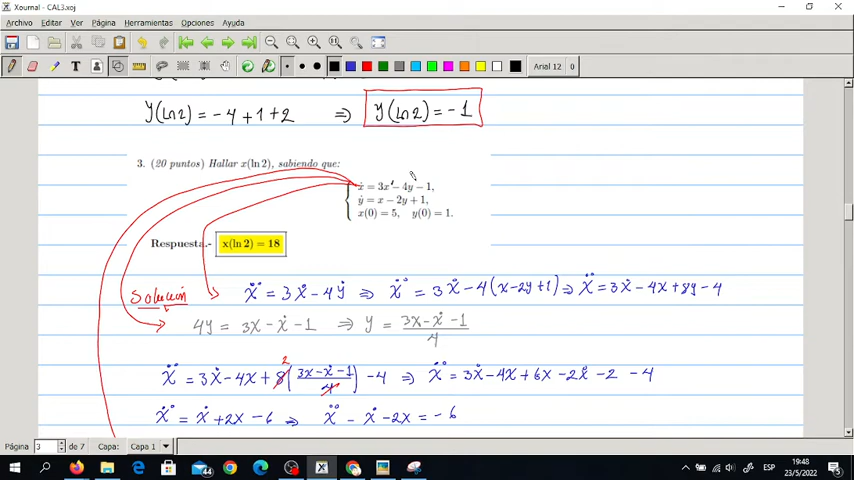 Xournal - CAL3.xoj
Archivo Editar Ver Página Herramientas Opciones Ayuda
Arial 12 0
Y(ln2) = -4+1+2 ⇒ Y(ln2) = -1
3. (20 puntos) Hallar x(ln 2), sabiendo que:
ẋ = 3x - 4y - 1,
ẏ = x - 2y + 1,
x(0) = 5, y(0) = 1.
Respuesta.- x(ln 2) = 18
Solución
ẍ = 3ẋ - 4ẏ ⇒ ẍ = 3ẋ - 4(x-2y+1) ⇒ ẍ = 3ẋ - 4x + 8y - 4
4y = 3x - ẋ - 1 ⇒ y = (3x - ẋ - 1)/4
ẍ = 3ẋ - 4x + 8 2 ((3x - ẋ - 1)/4) - 4 ⇒ ẍ = 3ẋ - 4x + 6x - 2ẋ - 2 - 4
ẍ = ẋ + 2x - 6 ⇒ ẍ - ẋ - 2x = -6
Página 3 de 7 Capa: Capa 1
44 ESP 19:48 23/5/2022 5